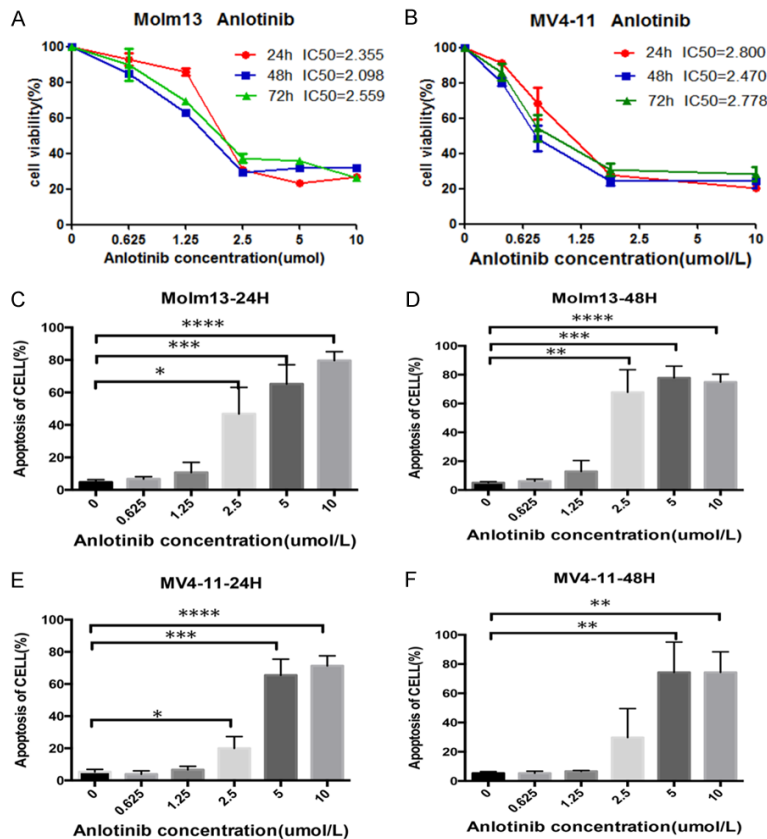 A
Molm13 Anlotinib
24h IC50=2.355
48h IC50=2.098
72h IC50=2.559
cell viability(%)
100
80
60
40
20
0
0 0.625 1.25 2.5 5 10
Anlotinib concentration(umol)
B
MV4-11 Anlotinib
24h IC50=2.800
48h IC50=2.470
72h IC50=2.778
cell viability(%)
100
80
60
40
20
0
0 0.625 1.25 2.5 5 10
Anlotinib concentration(umol/L)
C
Molm13-24H
****
***
*
Apoptosis of CELL(%)
100
80
60
40
20
0
0 0.625 1.25 2.5 5 10
Anlotinib concentration(umol/L)
D
Molm13-48H
****
***
**
Apoptosis of CELL(%)
100
80
60
40
20
0
0 0.625 1.25 2.5 5 10
Anlotinib concentration(umol/L)
E
MV4-11-24H
****
***
*
Apoptosis of CELL(%)
100
80
60
40
20
0
0 0.625 1.25 2.5 5 10
Anlotinib concentration(umol/L)
F
MV4-11-48H
**
**
Apoptosis of CELL(%)
100
80
60
40
20
0
0 0.625 1.25 2.5 5 10
Anlotinib concentration(umol/L)